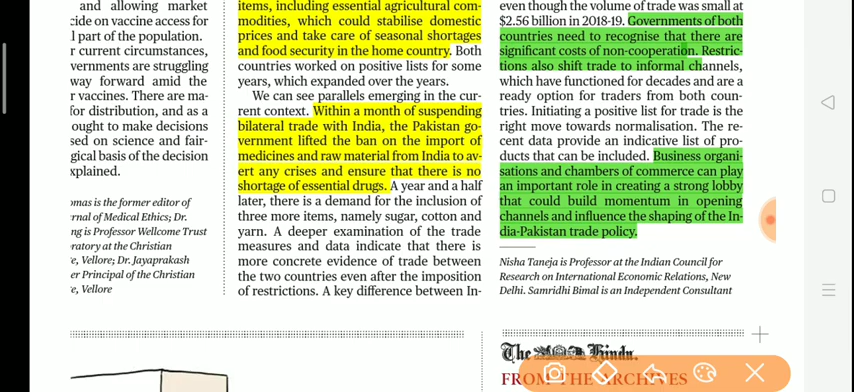 and allowing market
cide on vaccine access for
l part of the population.
r current circumstances,
vernments are struggling
way forward amid the
r vaccines. There are ma-
for distribution, and as a
ought to make decisions
sed on science and fair-
gical basis of the decision
xplained.
omas is the former editor of
rnal of Medical Ethics; Dr.
ng is Professor Wellcome Trust
ratory at the Christian
e, Vellore; Dr. Jayaprakash
er Principal of the Christian
e, Vellore
items, including essential agricultural com-
modities, which could stabilise domestic
prices and take care of seasonal shortages
and food security in the home country. Both
countries worked on positive lists for some
years, which expanded over the years.
We can see parallels emerging in the cur-
rent context. Within a month of suspending
bilateral trade with India, the Pakistan go-
vernment lifted the ban on the import of
medicines and raw material from India to av-
ert any crises and ensure that there is no
shortage of essential drugs. A year and a half
later, there is a demand for the inclusion of
three more items, namely sugar, cotton and
yarn. A deeper examination of the trade
measures and data indicate that there is
more concrete evidence of trade between
the two countries even after the imposition
of restrictions. A key difference between In-
even though the volume of trade was small at
$2.56 billion in 2018-19. Governments of both
countries need to recognise that there are
significant costs of non-cooperation. Restric-
tions also shift trade to informal channels,
which have functioned for decades and are a
ready option for traders from both coun-
tries. Initiating a positive list for trade is the
right move towards normalisation. The re-
cent data provide an indicative list of pro-
ducts that can be included. Business organi-
sations and chambers of commerce can play
an important role in creating a strong lobby
that could build momentum in opening
channels and influence the shaping of the In-
dia-Pakistan trade policy.
Nisha Taneja is Professor at the Indian Council for
Research on International Economic Relations, New
Delhi. Samridhi Bimal is an Independent Consultant
The Hindu.
FROM THE ARCHIVES